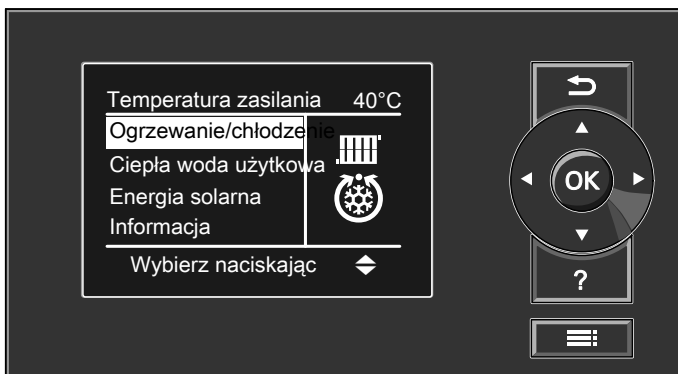 Temperatura zasilania 40°C
Ogrzewanie/chłodzenie
Ciepła woda użytkowa
Energia solarna
Informacja
Wybierz naciskając
OK
?